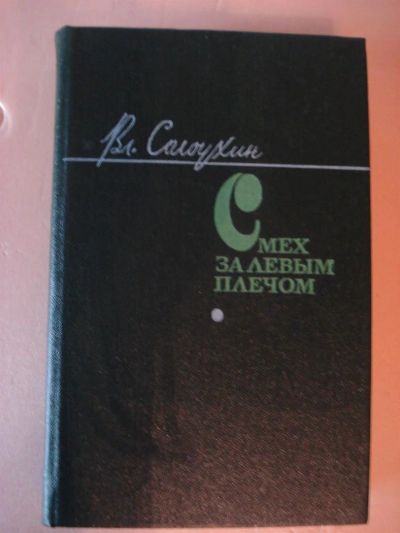 Вл. Солоухин
Смех
за левым
плечом